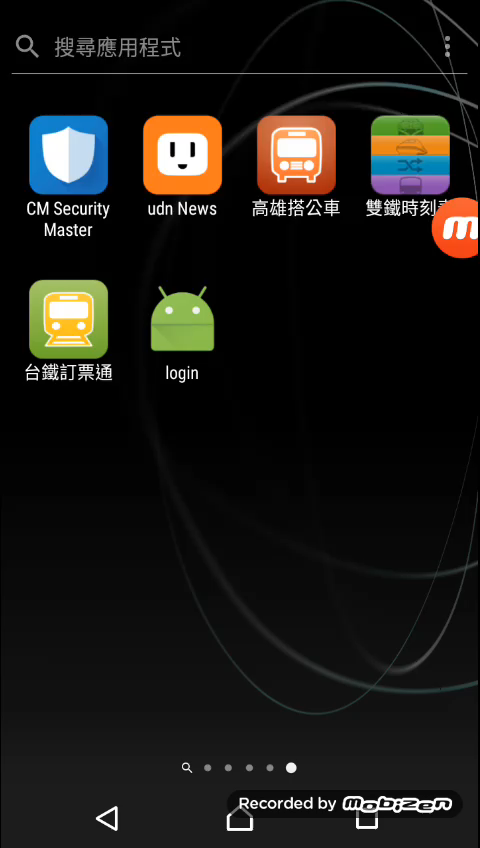 搜尋應用程式
CM Security
Master
udn News
高雄搭公車
雙鐵時刻
台鐵訂票通
login
Recorded by Mobizen